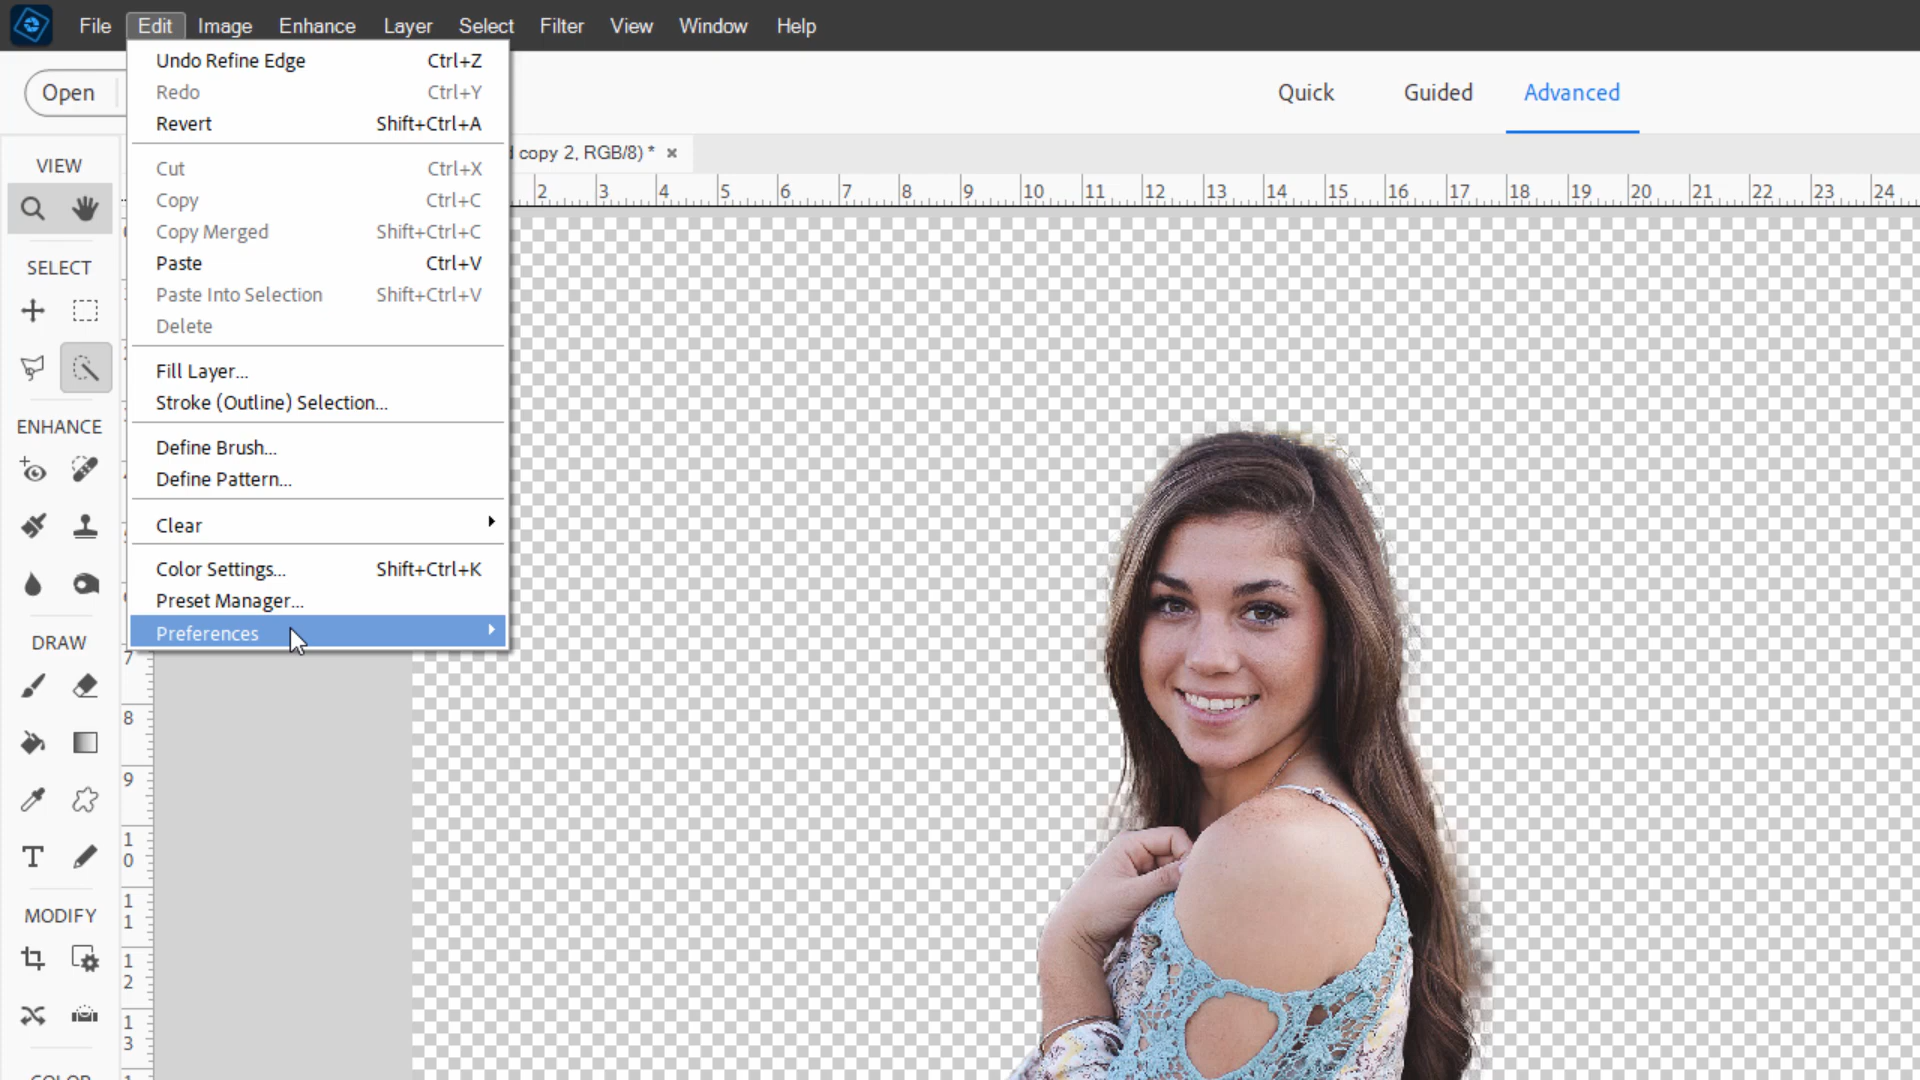 File Edit Image Enhance Layer Select Filter View Window Help
Open
Quick Guided Advanced
copy 2, RGB/8) * ×
2 3 4 5 6 7 8 9 10 11 12 13 14 15 16 17 18 19 20 21 22 23 24
Undo Refine Edge Ctrl+Z
Redo Ctrl+Y
Revert Shift+Ctrl+A
Cut Ctrl+X
Copy Ctrl+C
Copy Merged Shift+Ctrl+C
Paste Ctrl+V
Paste Into Selection Shift+Ctrl+V
Delete
Fill Layer...
Stroke (Outline) Selection...
Define Brush...
Define Pattern...
Clear
Color Settings... Shift+Ctrl+K
Preset Manager...
Preferences
VIEW
SELECT
ENHANCE
DRAW
T
MODIFY
7
8
9
10
11
12
13